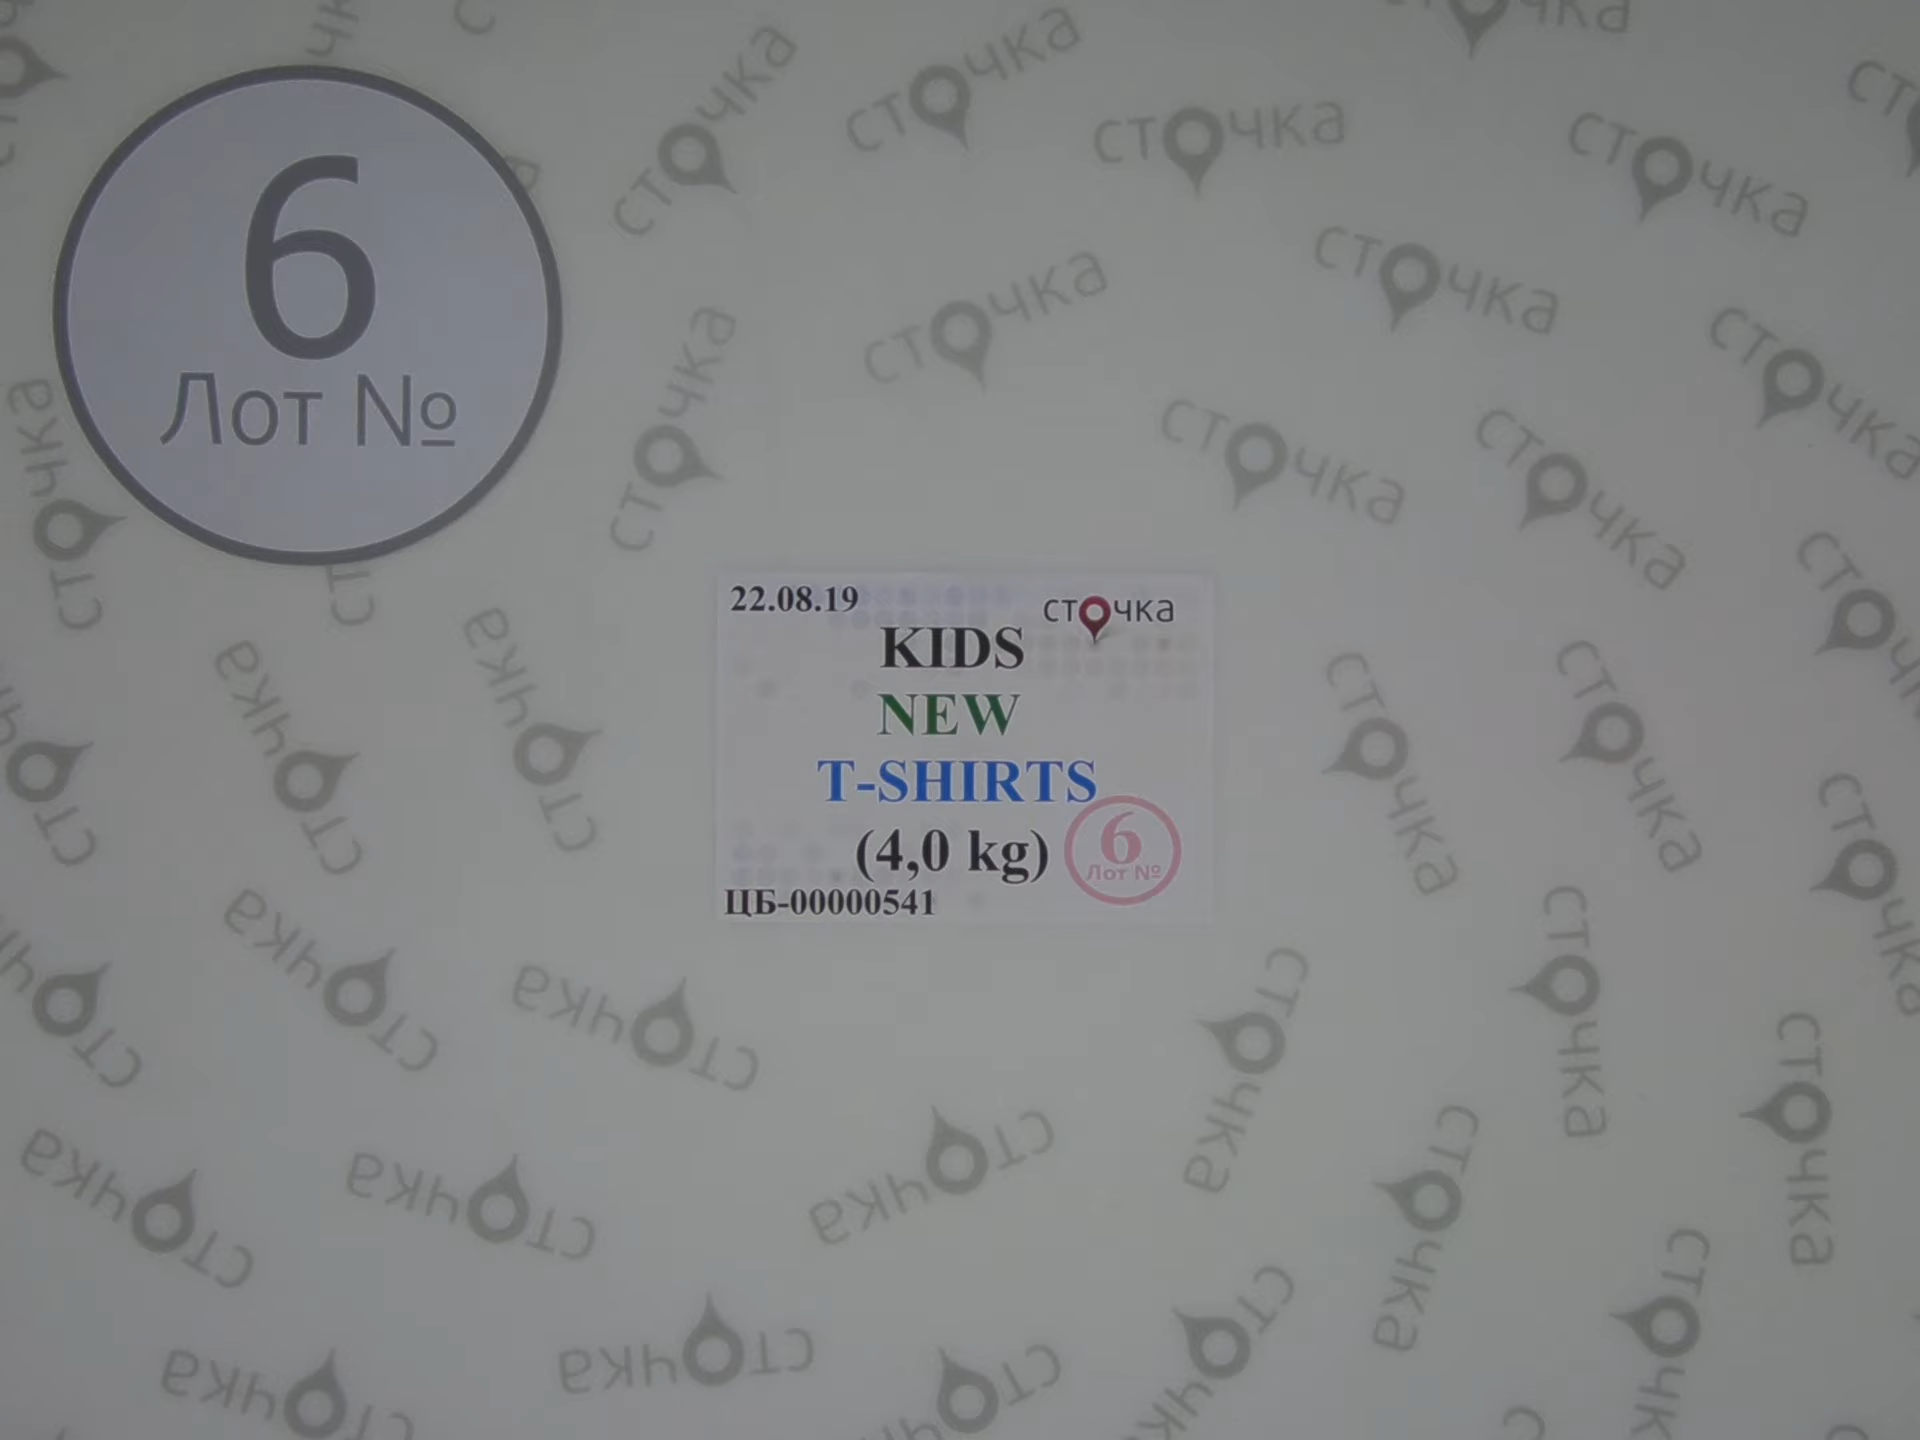 6
Лот №
22.08.19
сточка
KIDS
NEW
T-SHIRTS
(4,0 kg)
6
Лот №
ЦБ-00000541